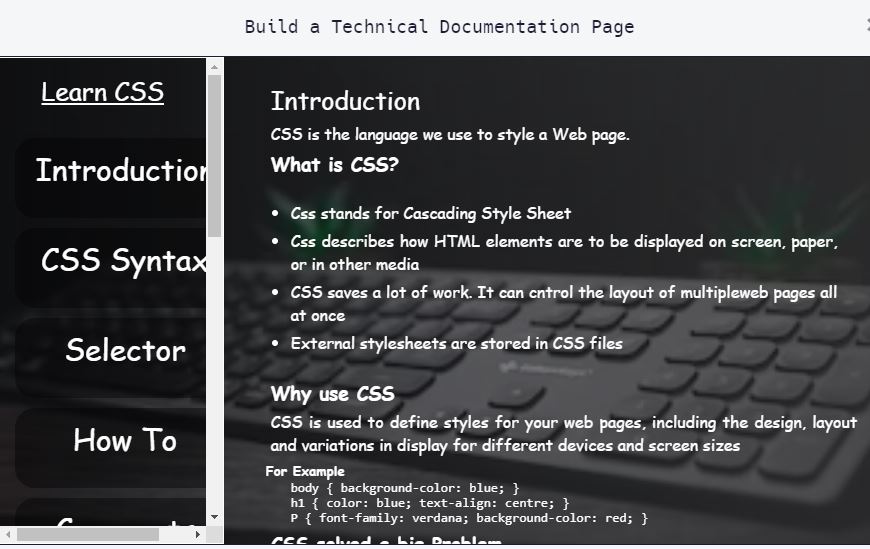 Build a Technical Documentation Page
Learn CSS
Introduction
CSS Syntax
Selector
How To
Introduction
CSS is the language we use to style a Web page.
What is CSS?
Css stands for Cascading Style Sheet
Css describes how HTML elements are to be displayed on screen, paper,
or in other media
CSS saves a lot of work. It can cntrol the layout of multipleweb pages all
at once
External stylesheets are stored in CSS files
Why use CSS
CSS is used to define styles for your web pages, including the design, layout
and variations in display for different devices and screen sizes
For Example
body { background-color: blue; }
h1 { color: blue; text-align: centre; }
P { font-family: verdana; background-color: red; }
CSS solved a big Problem